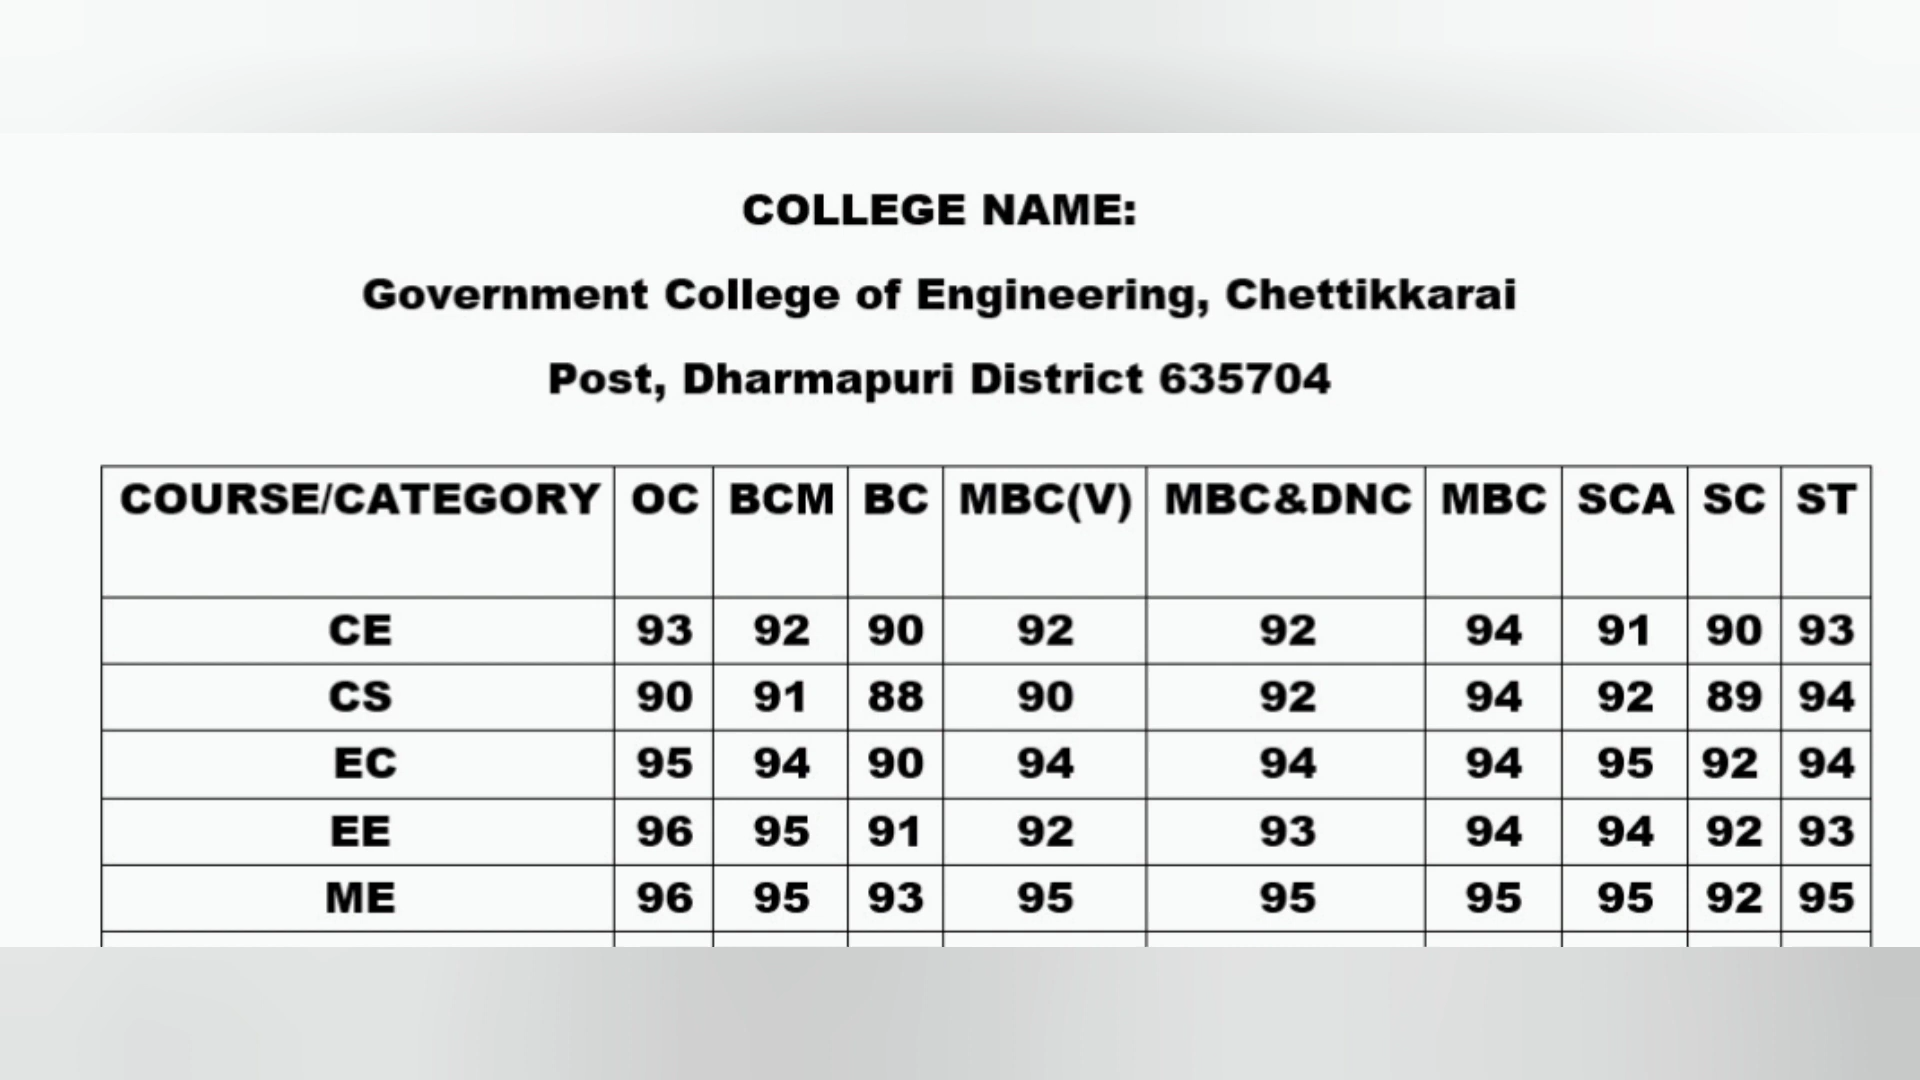 COLLEGE NAME:
Government College of Engineering, Chettikkarai
Post, Dharmapuri District 635704
COURSE/CATEGORY OC BCM BC MBC(V) MBC&DNC MBC SCA SC ST
CE 93 92 90 92 92 94 91 90 93
CS 90 91 88 90 92 94 92 89 94
EC 95 94 90 94 94 94 95 92 94
EE 96 95 91 92 93 94 94 92 93
ME 96 95 93 95 95 95 95 92 95